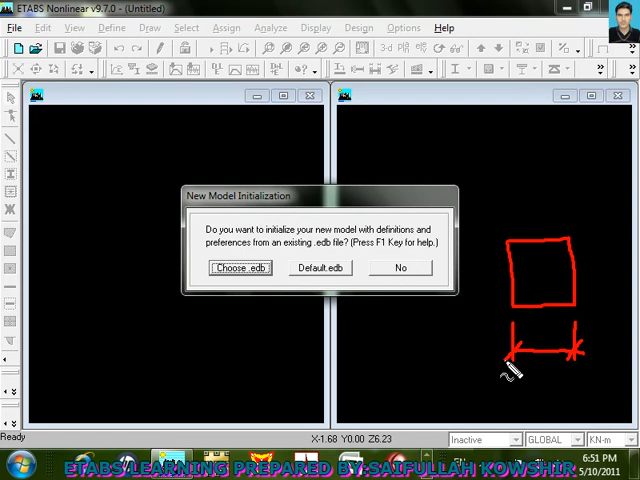 ETABS Nonlinear v9.7.0 - (Untitled)
File Edit View Define Draw Select Assign Analyze Display Design Options Help
3-d
New Model Initialization
Do you want to initialize your new model with definitions and
preferences from an existing .edb file? (Press F1 Key for help.)
Choose .edb Default.edb No
Ready X-1.68 Y0.00 Z6.23 Inactive GLOBAL KN-m
EN 6:51 PM
5/10/2011
ETABS LEARNING PREPARED BY:SAIFULLAH KOWSHIR